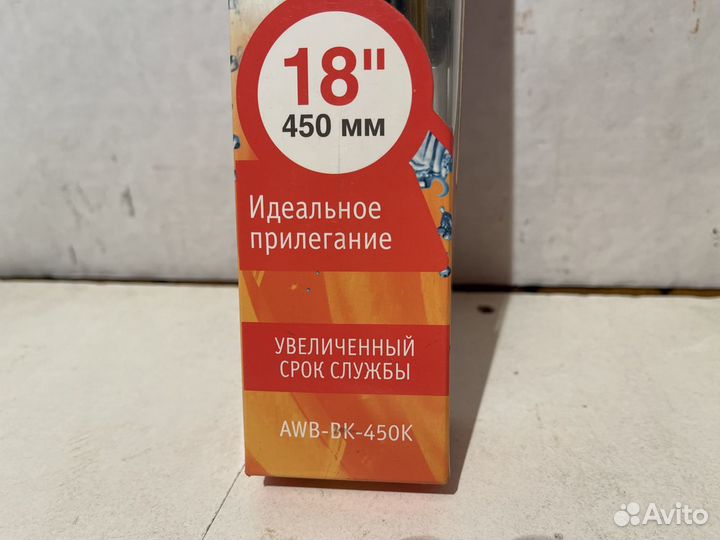 18"
450 мм
Идеальное
прилегание
УВЕЛИЧЕННЫЙ
СРОК СЛУЖБЫ
AWB-BK-450K
Avito